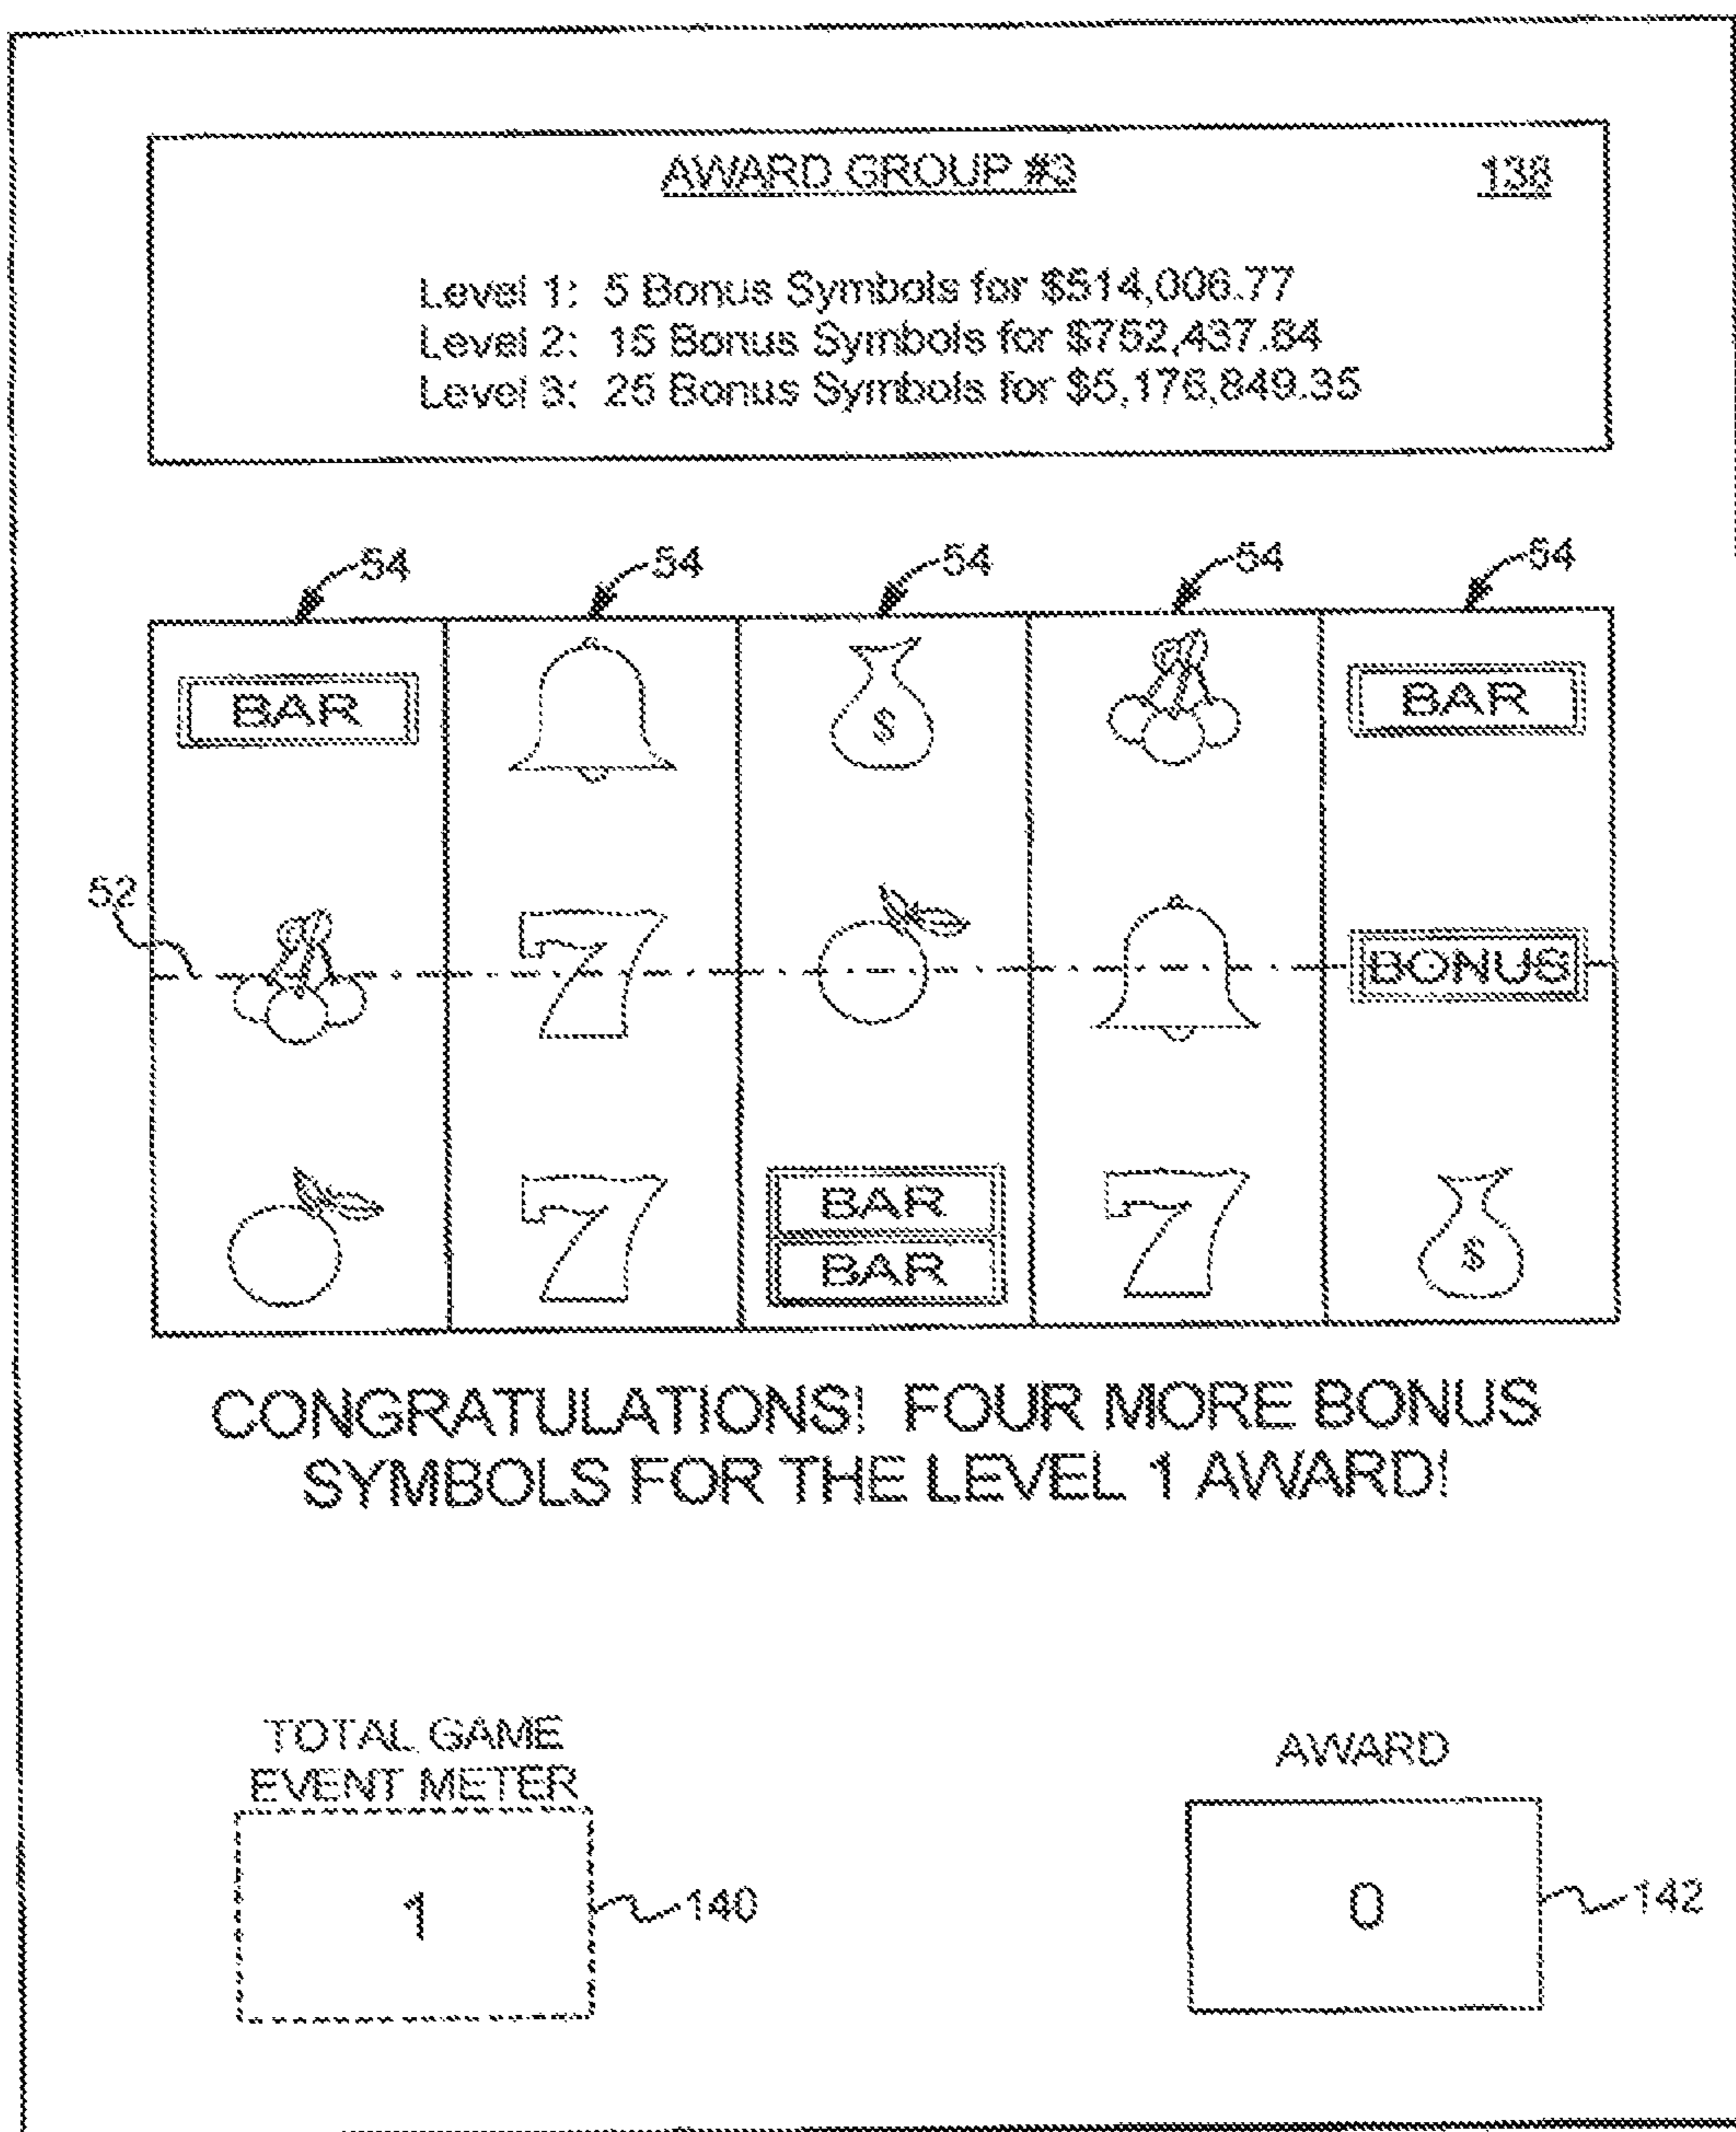 AWARD GROUP #3 138
Level 1: 5 Bonus Symbols for $514,006.77
Level 2: 15 Bonus Symbols for $752,437.84
Level 3: 25 Bonus Symbols for $5,176,849.35
54 54 54 54 54
BAR $ BAR
52
7 BONUS
7 BAR 7 $
BAR
CONGRATULATIONS! FOUR MORE BONUS
SYMBOLS FOR THE LEVEL 1 AWARD!
TOTAL GAME
EVENT METER
AWARD
1 140
0 142